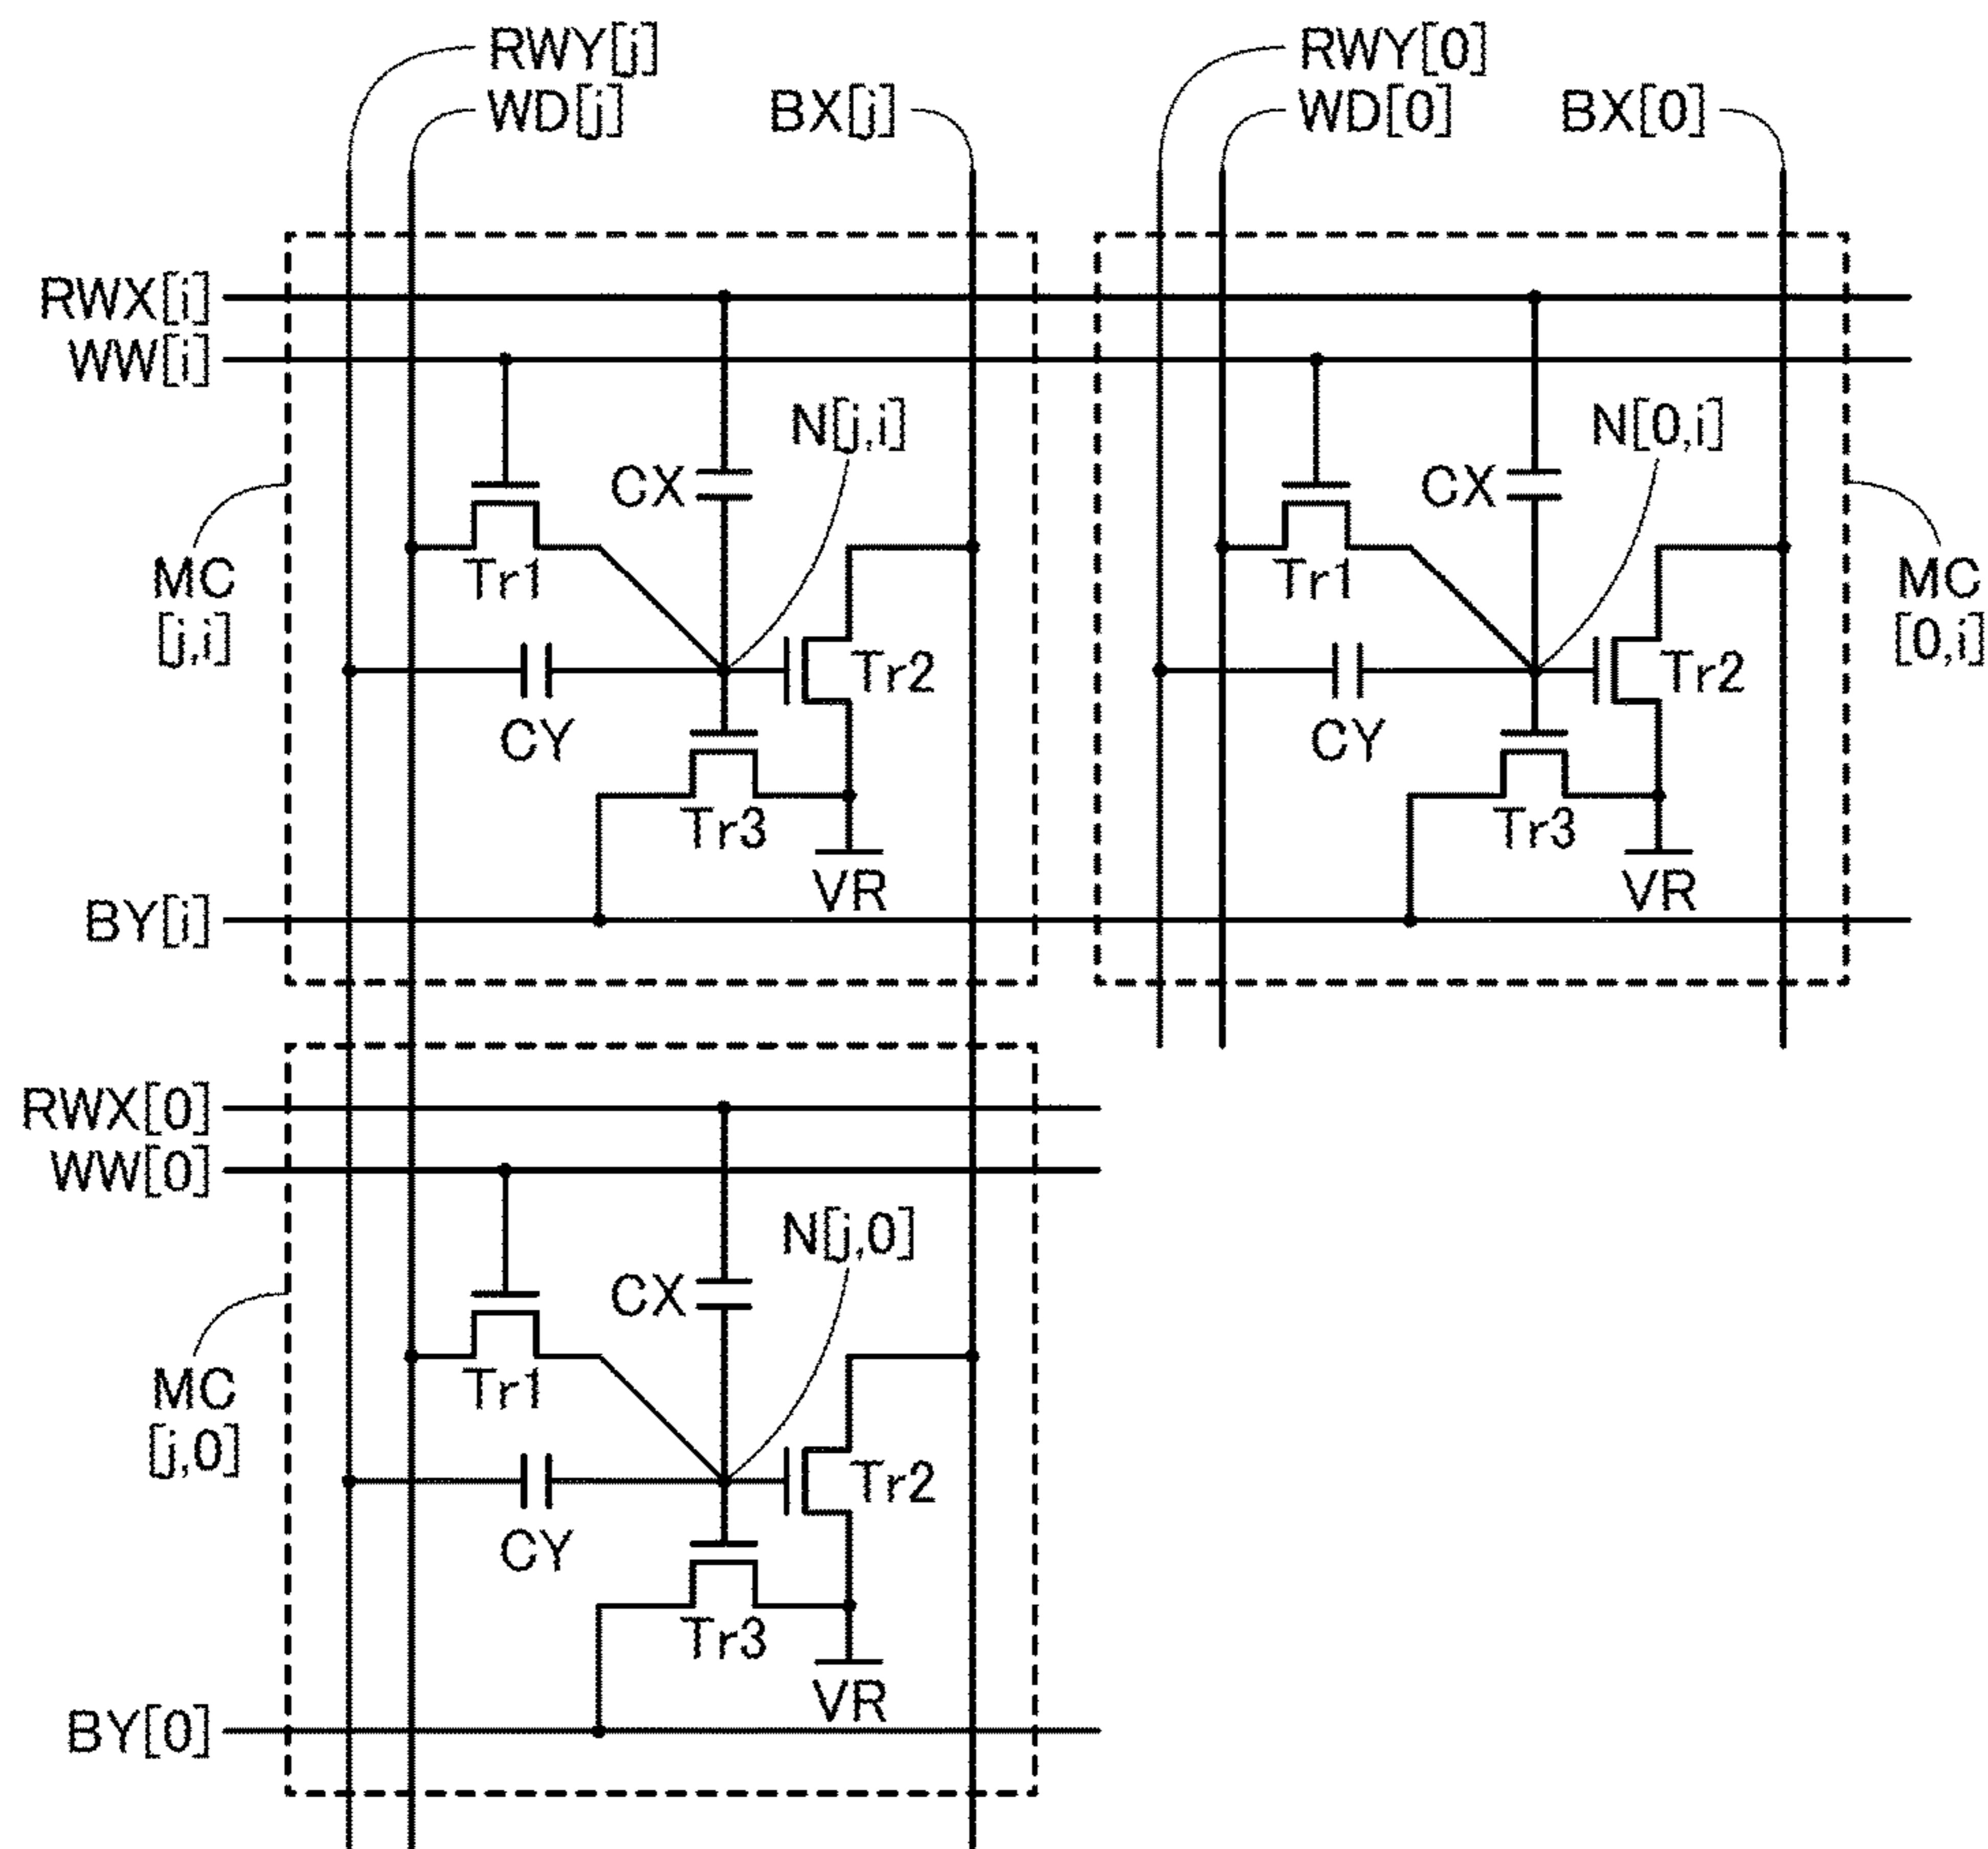 RWY[j]
WD[j]
BX[j]
RWY[0]
WD[0]
BX[0]
RWX[i]
WW[i]
N[j,i]
N[0,i]
CX
CX
MC
[j,i]
Tr1
Tr1
MC
[0,i]
Tr2
Tr2
CY
CY
Tr3
Tr3
VR
VR
BY[i]
RWX[0]
WW[0]
N[j,0]
CX
MC
[j,0]
Tr1
Tr2
CY
Tr3
VR
BY[0]